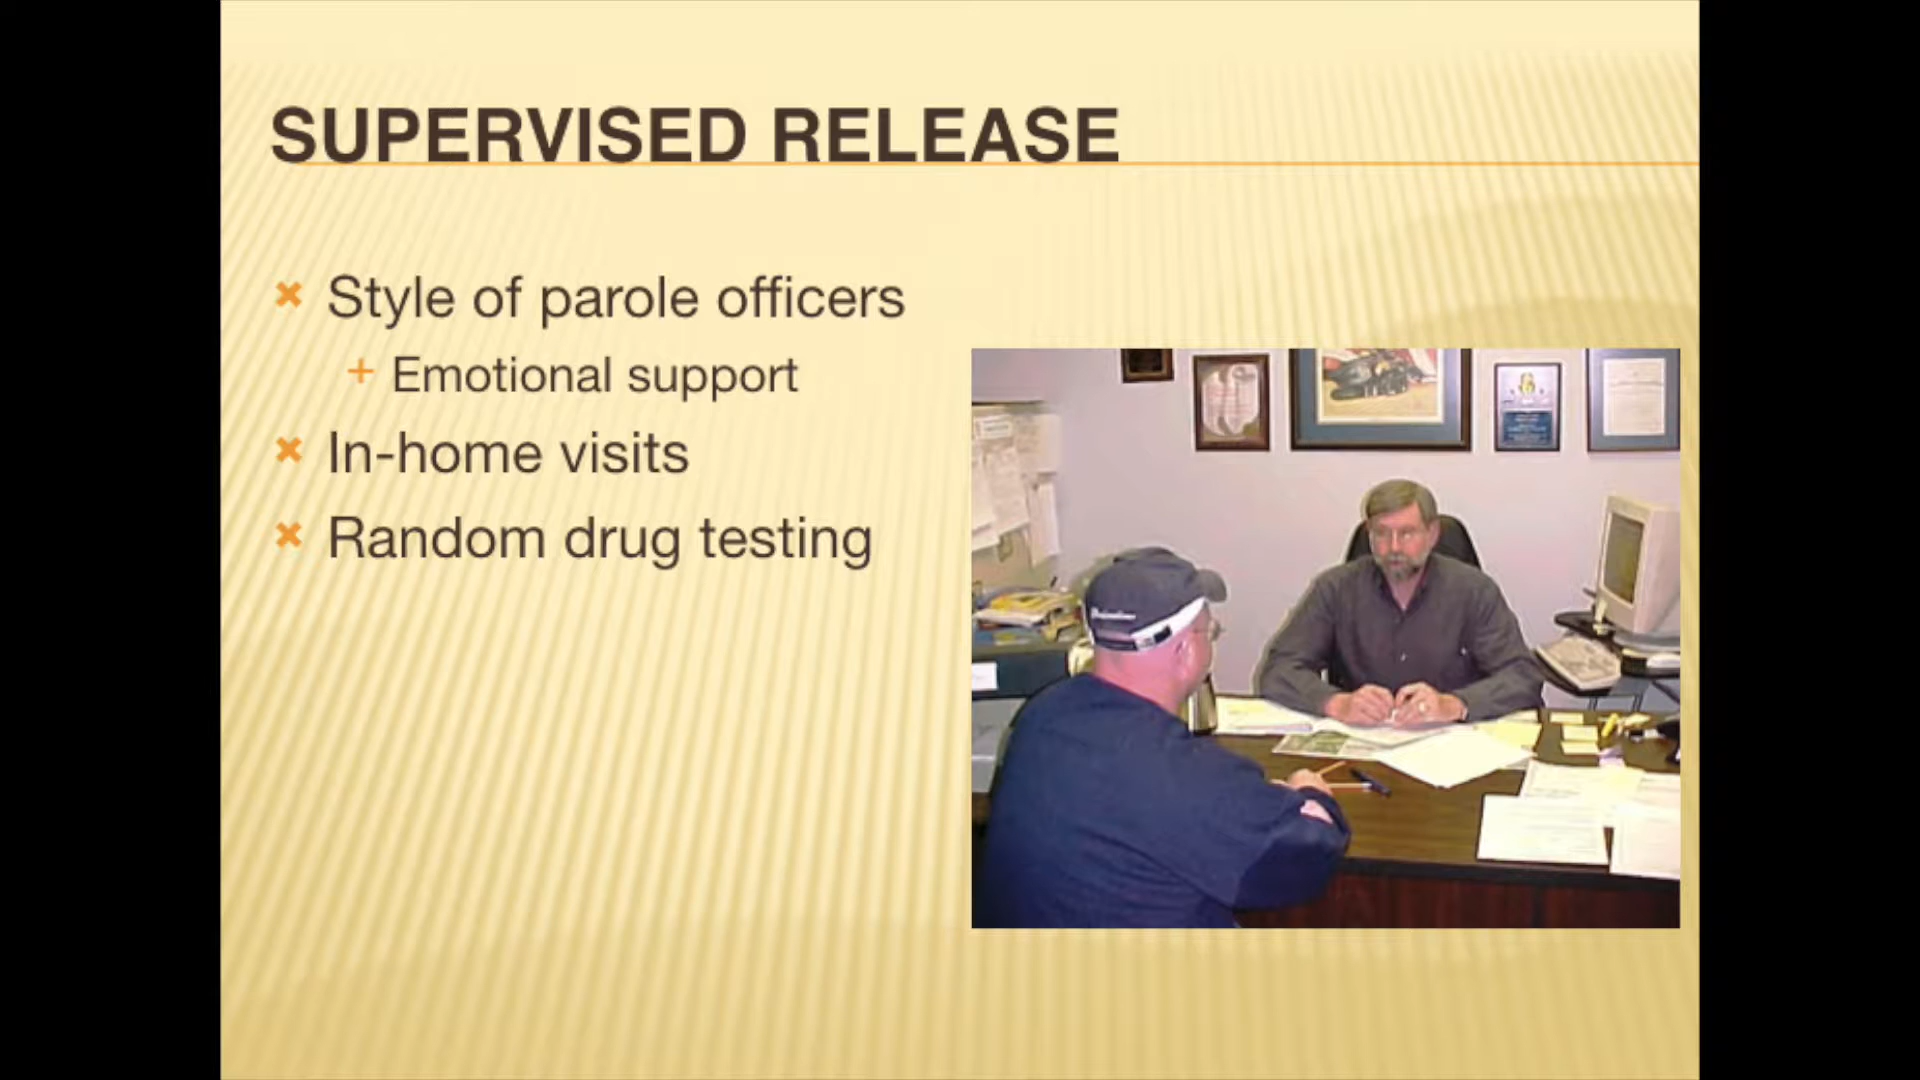 SUPERVISED RELEASE
Style of parole officers
Emotional support
In-home visits
Random drug testing